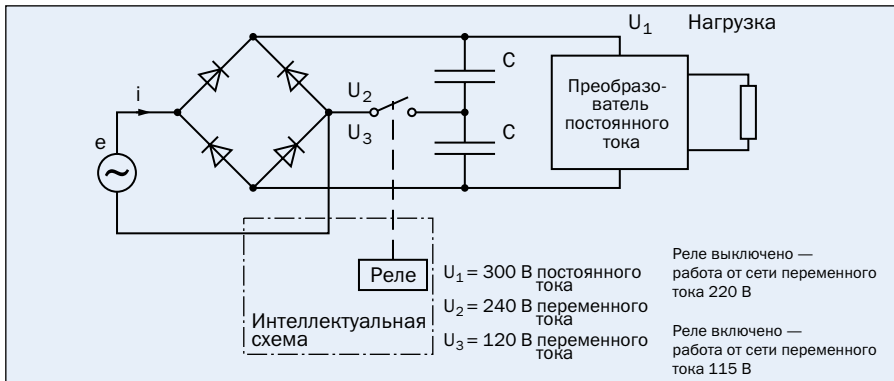 U1 Нагрузка
i
e
U2
U3
C
C
Преобразо-
ователь
постоянного
тока
Реле
Интеллектуальная
схема
U1 = 300 В постоянного
тока
U2 = 240 В переменного
тока
U3 = 120 В переменного
тока
Реле выключено —
работа от сети переменного
тока 220 В
Реле включено —
работа от сети переменного
тока 115 В